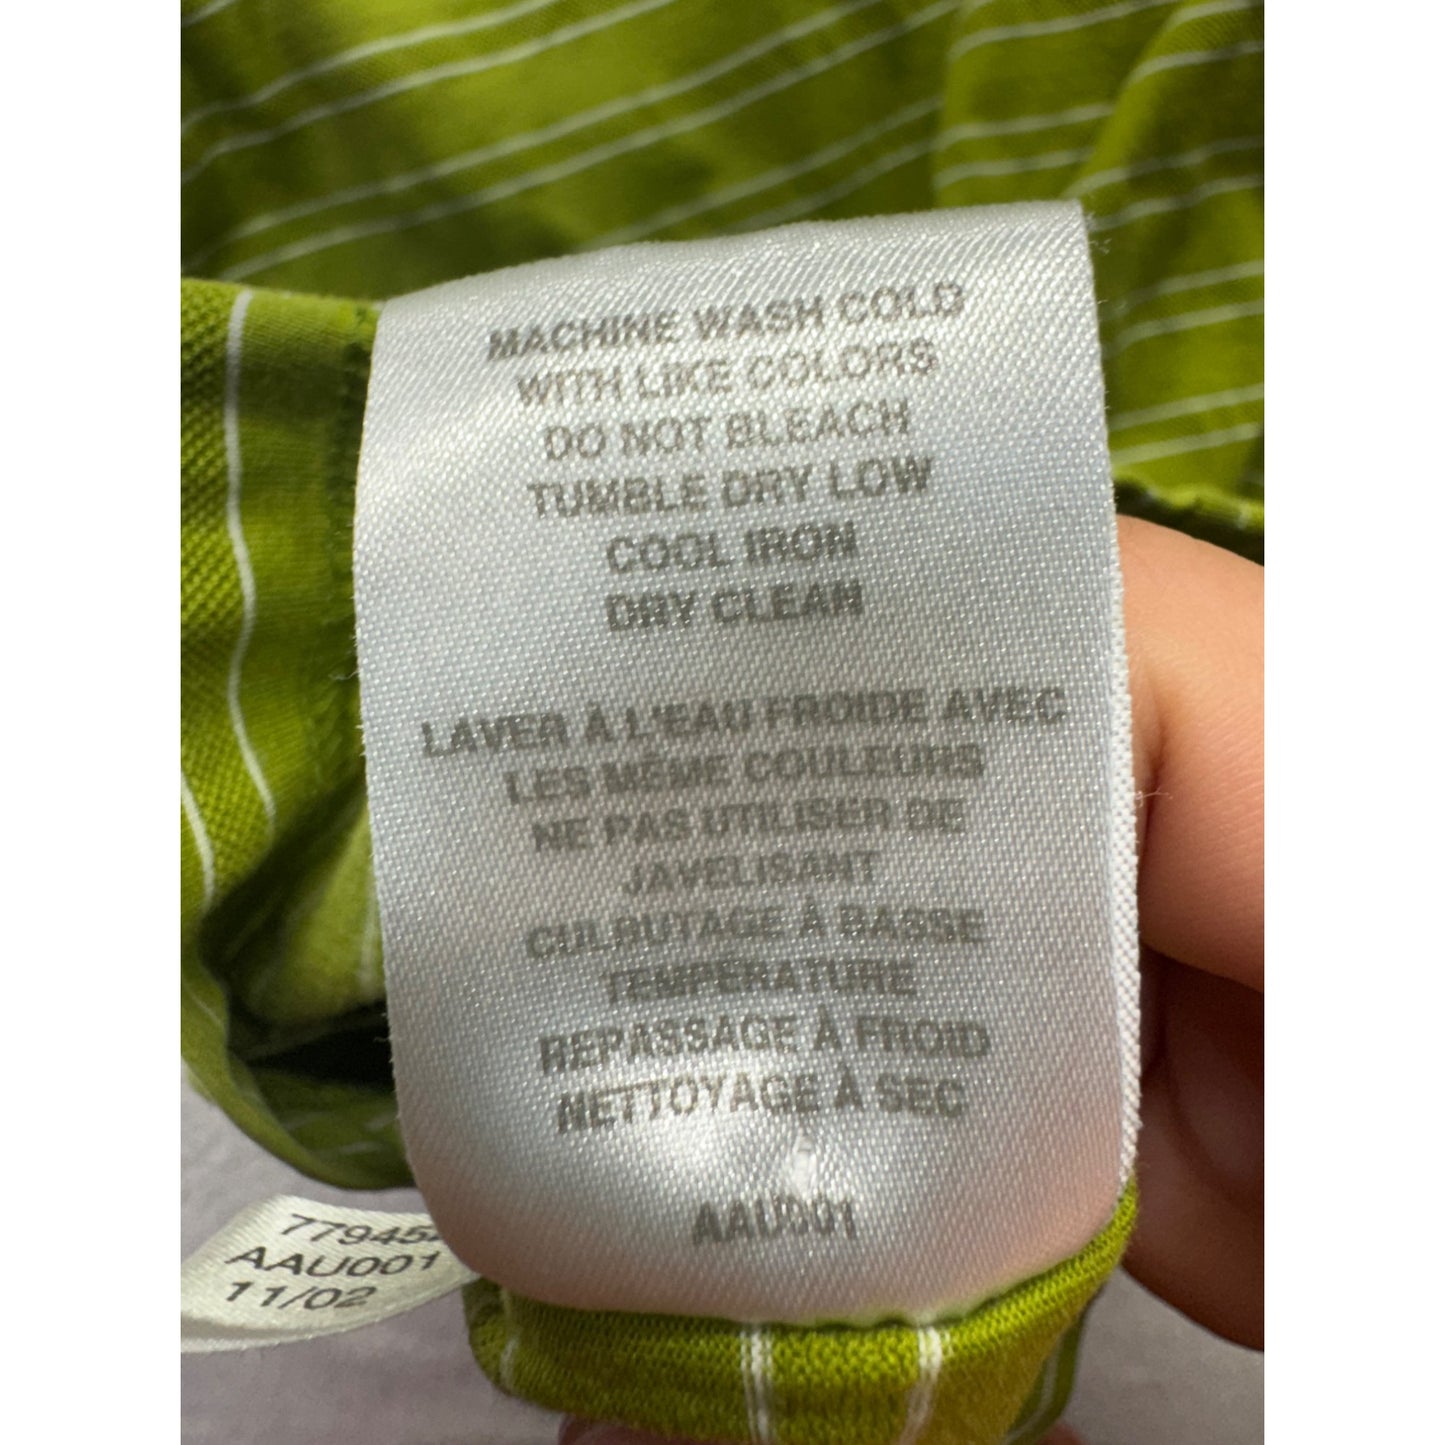 MACHINE WASH COLD
WITH LIKE COLORS
DO NOT BLEACH
TUMBLE DRY LOW
COOL IRON
DRY CLEAN
LAVER À L'EAU FROIDE AVEC
LES MÊME COULEURS
NE PAS UTILISER DE
JAVELISANT
CULBUTAGE À BASSE
TEMPÉRATURE
REPASSAGE À FROID
NETTOYAGE À SEC
AAU001
AAU001
11/02